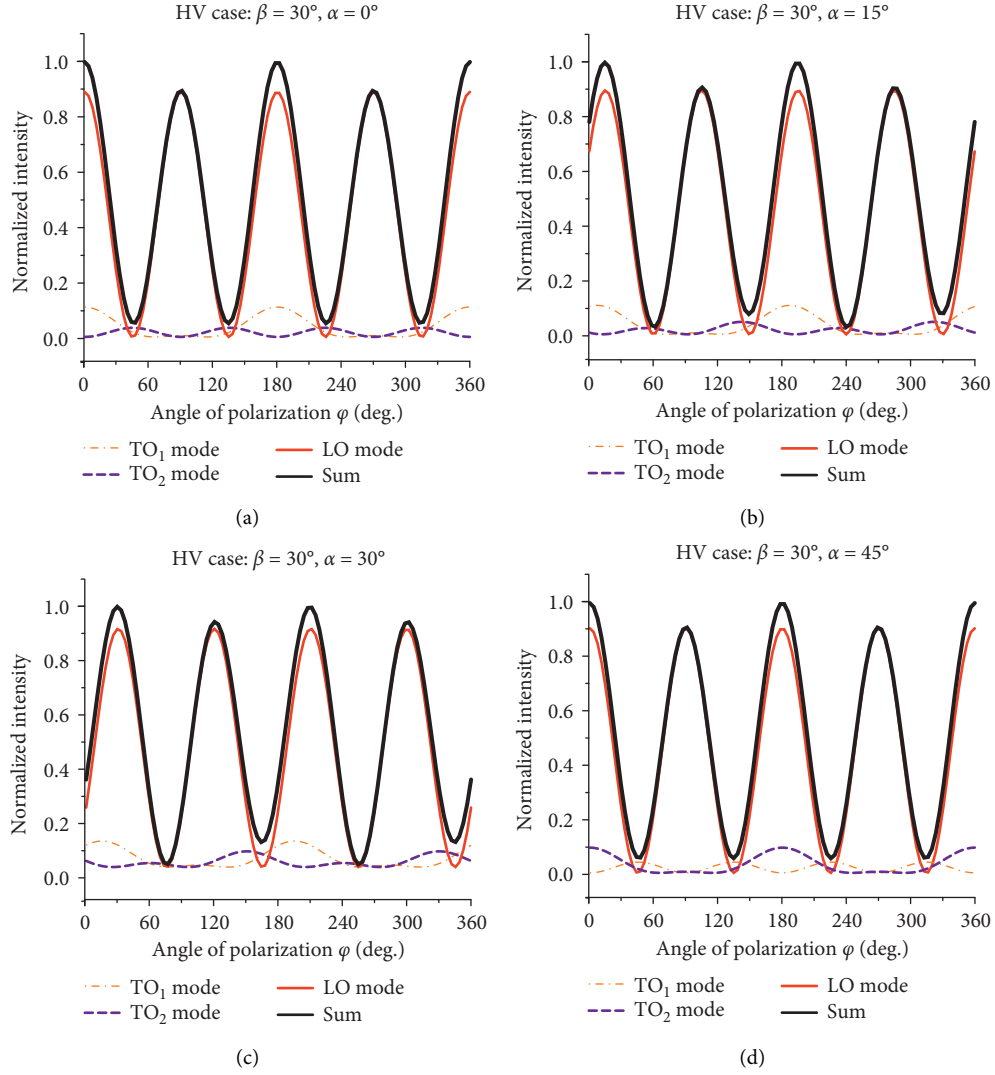 HV case: β = 30°, α = 0°
Normalized intensity
1.0
0.8
0.6
0.4
0.2
0.0
0 60 120 180 240 300 360
Angle of polarization φ (deg.)
TO₁ mode LO mode
TO₂ mode Sum
(a)
HV case: β = 30°, α = 15°
Normalized intensity
1.0
0.8
0.6
0.4
0.2
0.0
0 60 120 180 240 300 360
Angle of polarization φ (deg.)
TO₁ mode LO mode
TO₂ mode Sum
(b)
HV case: β = 30°, α = 30°
Normalized intensity
1.0
0.8
0.6
0.4
0.2
0.0
0 60 120 180 240 300 360
Angle of polarization φ (deg.)
TO₁ mode LO mode
TO₂ mode Sum
(c)
HV case: β = 30°, α = 45°
Normalized intensity
1.0
0.8
0.6
0.4
0.2
0.0
0 60 120 180 240 300 360
Angle of polarization φ (deg.)
TO₁ mode LO mode
TO₂ mode Sum
(d)